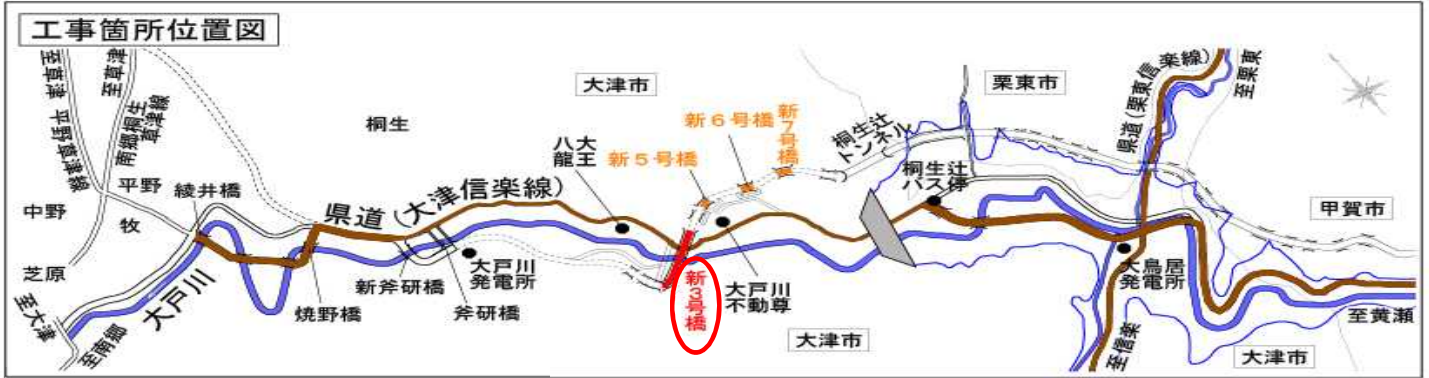 工事箇所位置図
至草津
平野草津線
至草津
南郷桐生
草津線
桐生
大津市
栗東市
県道(栗東信楽線)
至栗東
新6号橋
新7号橋
桐生辻
トンネル
八大
龍王
新5号橋
桐生辻
バス停
中野
平野
綾井橋
県道(大津信楽線)
甲賀市
牧
芝原
大戸川
新斧研橋
大戸川
発電所
新3号橋
大戸川
不動尊
大鳥居
発電所
至大津
至南郷
焼野橋
斧研橋
大津市
至信楽
至黄瀬
大津市